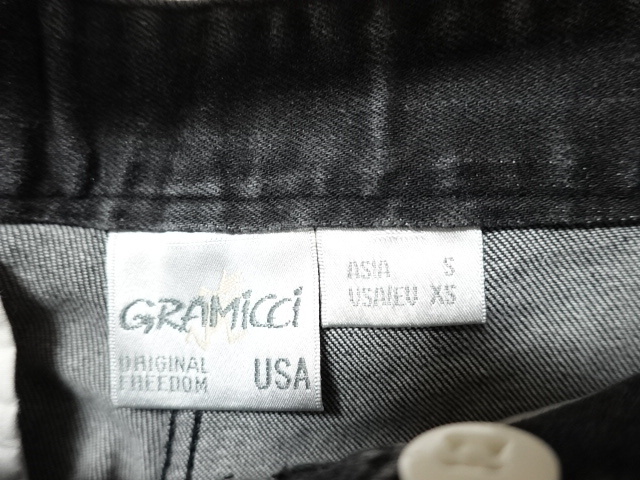 GRAMiCCi
ORIGINAL
FREEDOM
USA
ASIA S
USA/EU XS